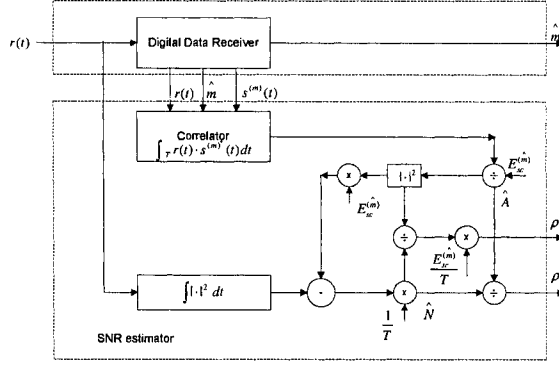 r(t)
Digital Data Receiver
m̂
r(t) m̂ s^(m)(t)
Correlator
∫_T r(t)·s^(m)(t)dt
x
|·|²
÷
E_sc^(m̂)
E_sc^(m̂)
Â
÷
x
ρ
E_sc^(m̂)/T
∫|·|² dt
-
x
N̂
÷
ρ
1/T
SNR estimator